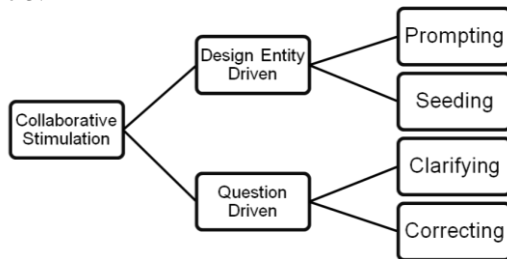 Prompting
Design Entity
Driven
Seeding
Collaborative
Stimulation
Clarifying
Question
Driven
Correcting